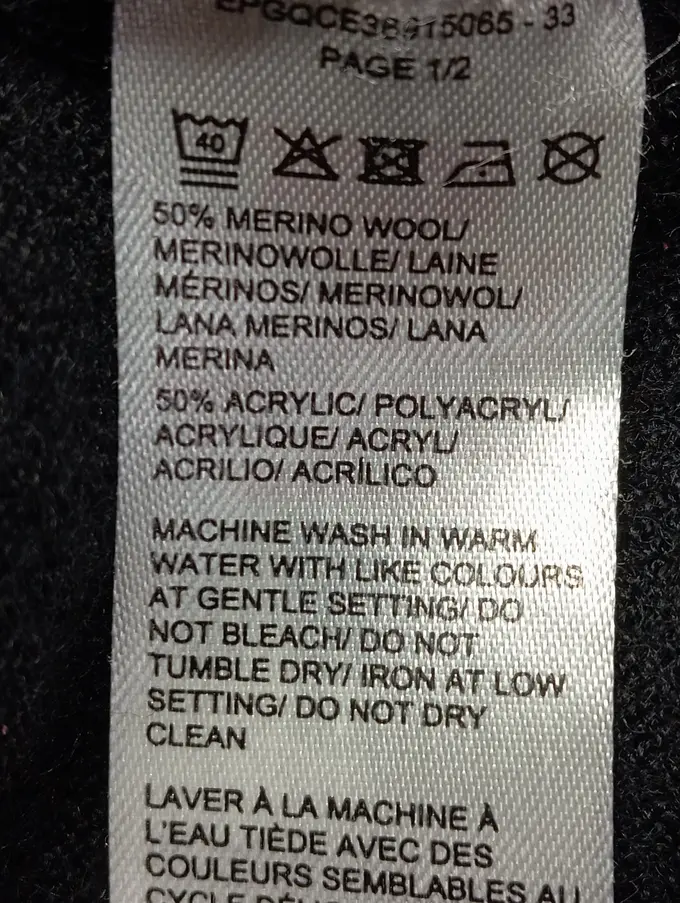 EPGQCE36915065 - 33
PAGE 1/2
40
50% MERINO WOOL/
MERINOWOLLE/ LAINE
MÉRINOS/ MERINOWOL/
LANA MERINOS/ LANA
MERINA
50% ACRYLIC/ POLYACRYL/
ACRYLIQUE/ ACRYL/
ACRILIO/ ACRÍLICO
MACHINE WASH IN WARM
WATER WITH LIKE COLOURS
AT GENTLE SETTING/ DO
NOT BLEACH/ DO NOT
TUMBLE DRY/ IRON AT LOW
SETTING/ DO NOT DRY
CLEAN
LAVER À LA MACHINE À
L'EAU TIÈDE AVEC DES
COULEURS SEMBLABLES AU
CYCLE